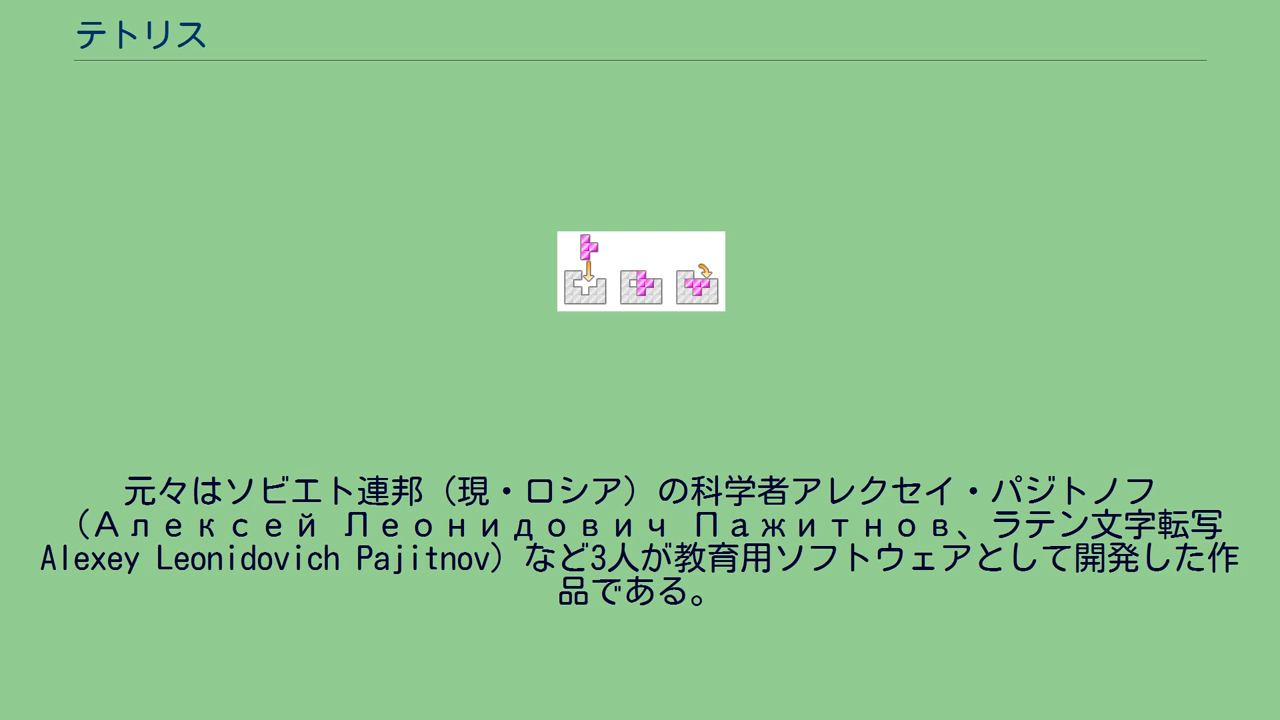 テトリス
元々はソビエト連邦（現・ロシア）の科学者アレクセイ・パジトノフ
（Алексей Леонидович Пажитнов、ラテン文字転写
Alexey Leonidovich Pajitnov）など3人が教育用ソフトウェアとして開発した作
品である。